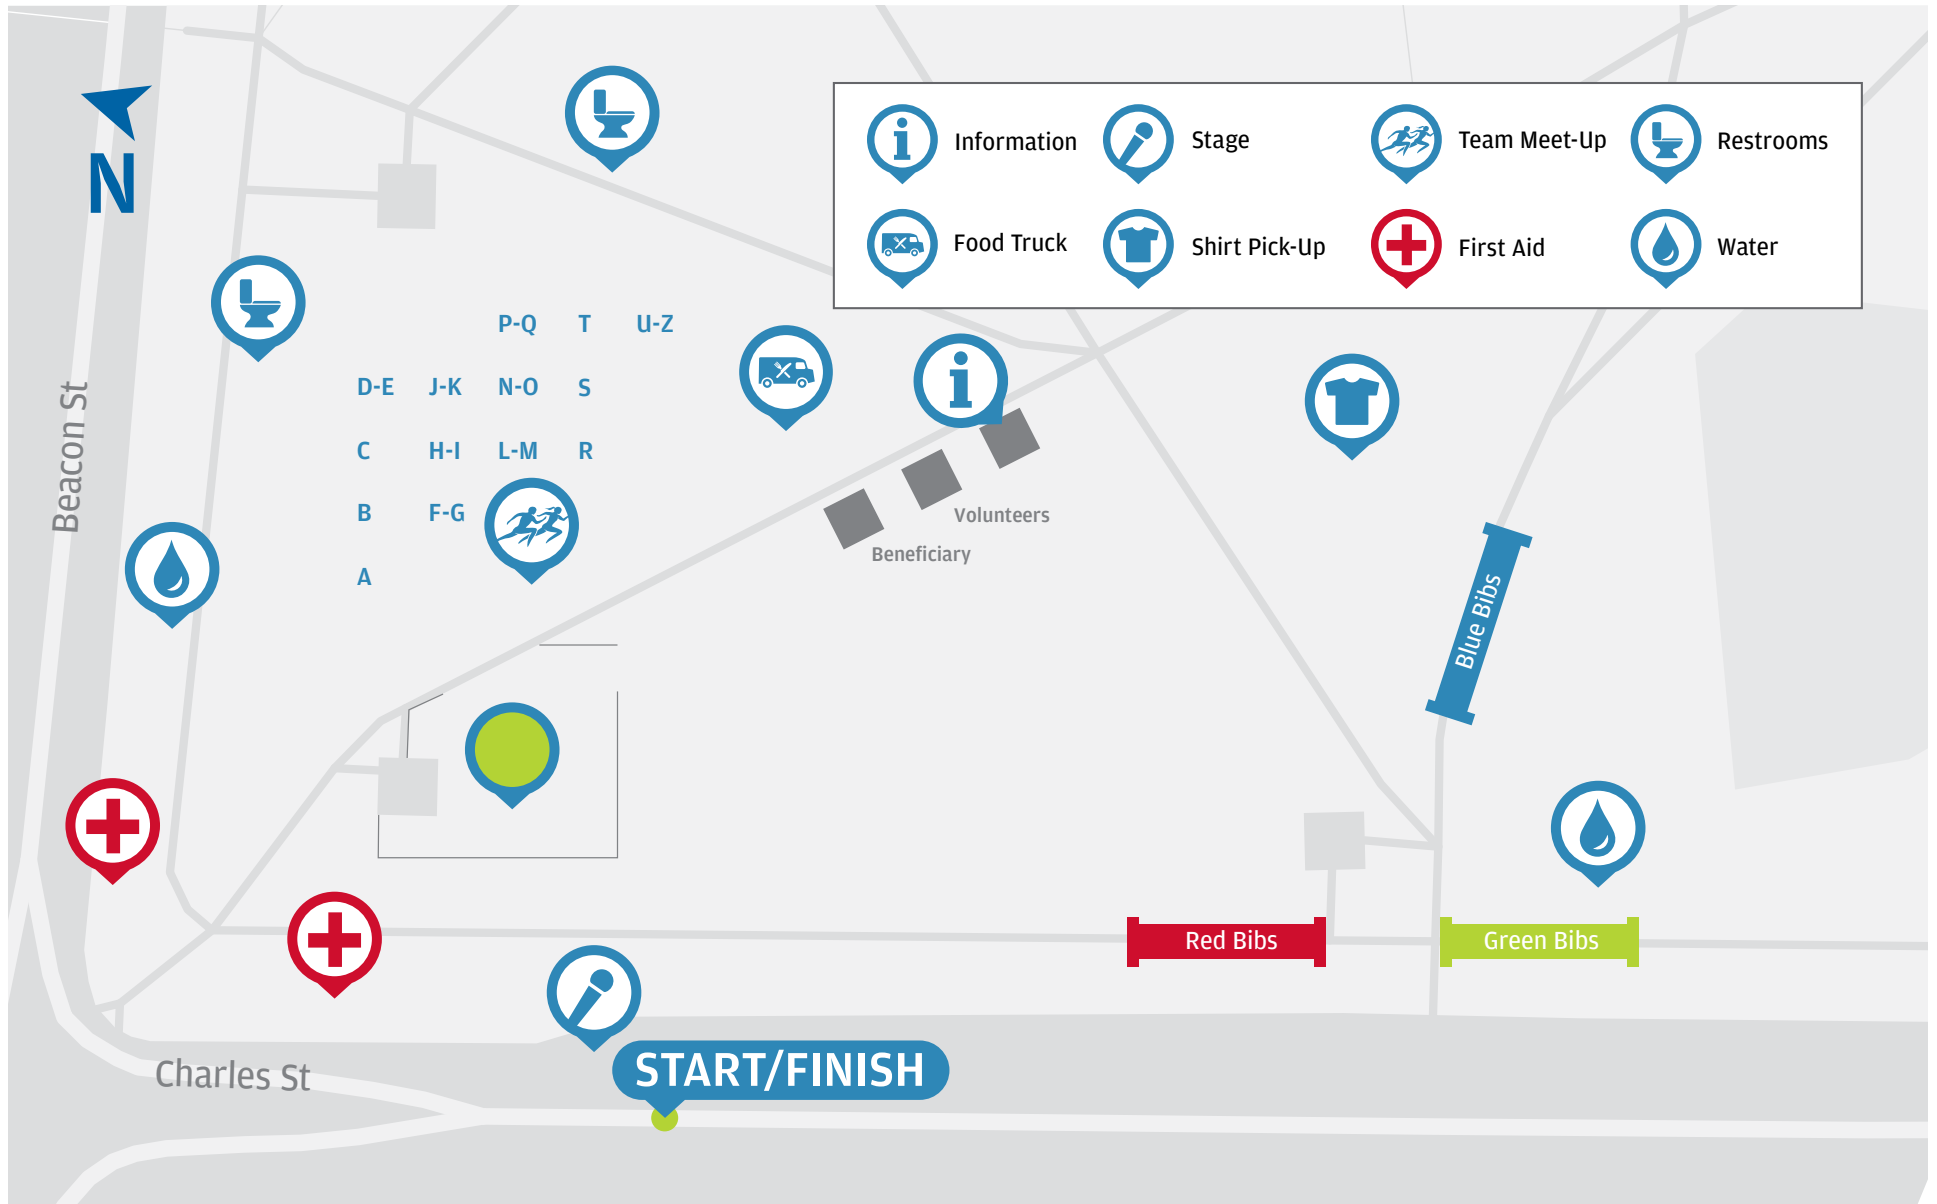 N
Information
Stage
Team Meet-Up
Restrooms
Food Truck
Shirt Pick-Up
First Aid
Water
P-Q T U-Z
D-E J-K N-O S
C H-I L-M R
B F-G
A
Beacon St
Volunteers
Beneficiary
Blue Bibs
Red Bibs
Green Bibs
START/FINISH
Charles St